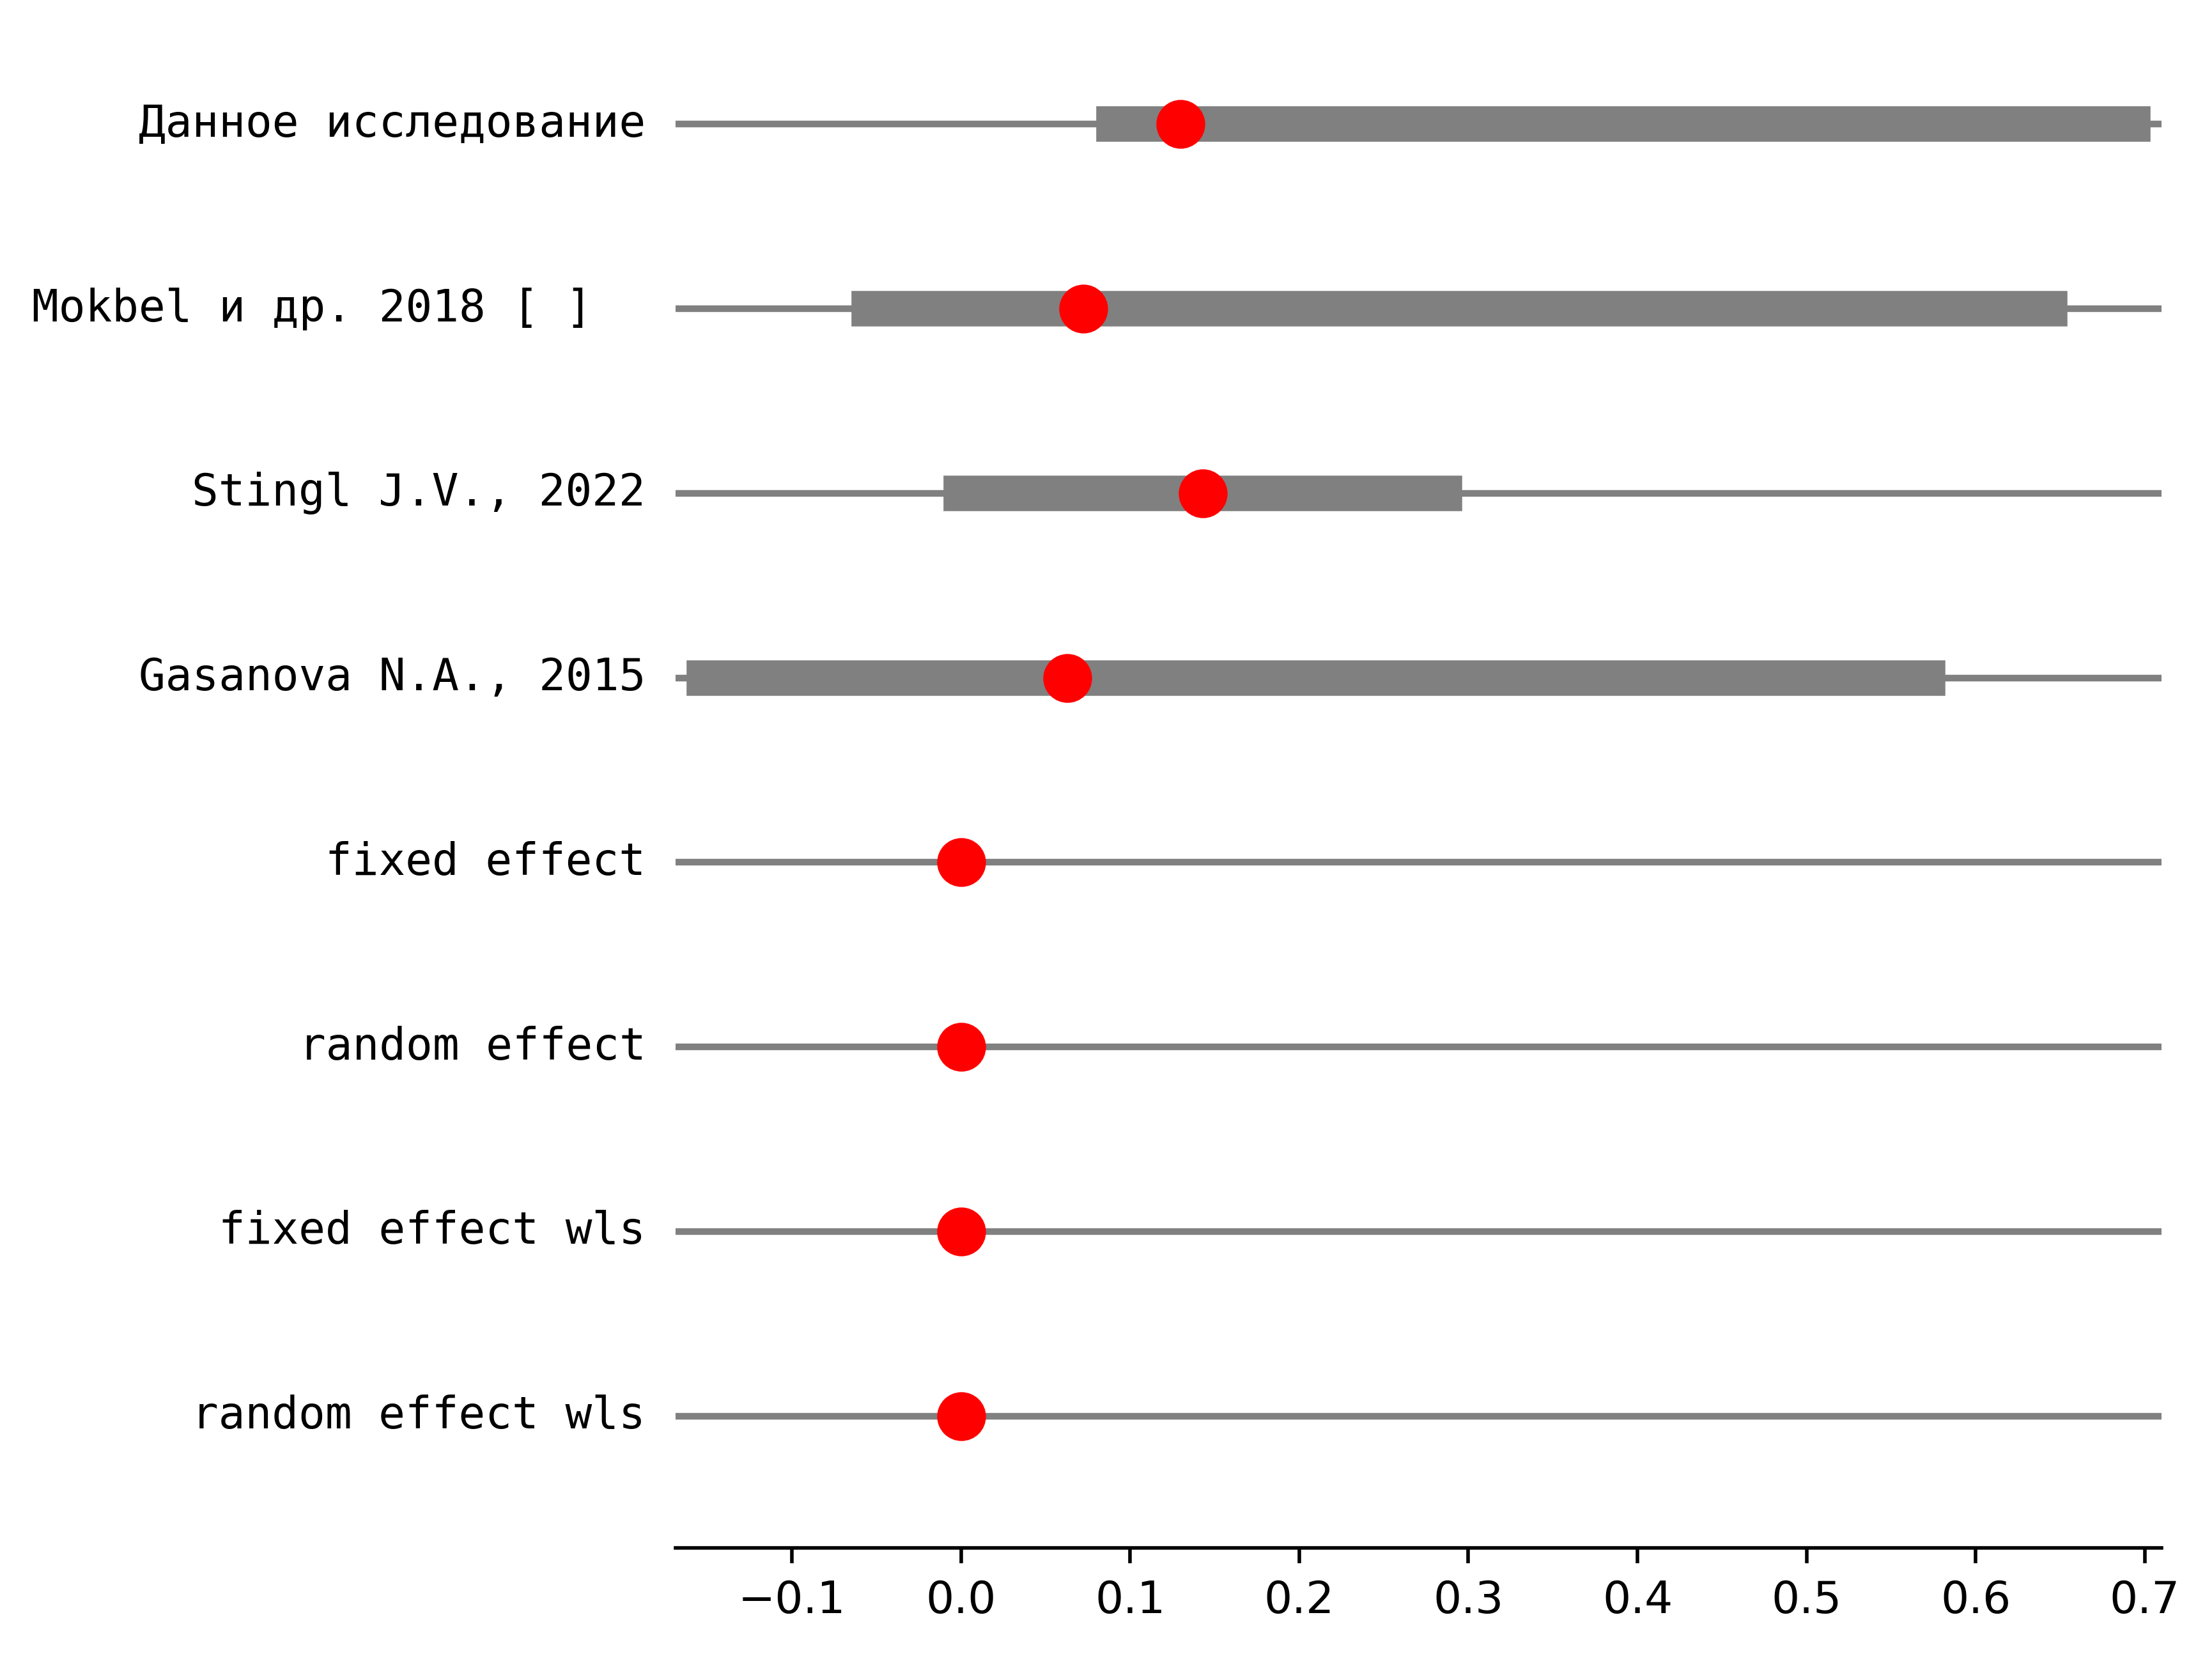 Данное исследование
Mokbel и др. 2018 [ ]
Stingl J.V., 2022
Gasanova N.A., 2015
fixed effect
random effect
fixed effect wls
random effect wls
−0.1 0.0 0.1 0.2 0.3 0.4 0.5 0.6 0.7